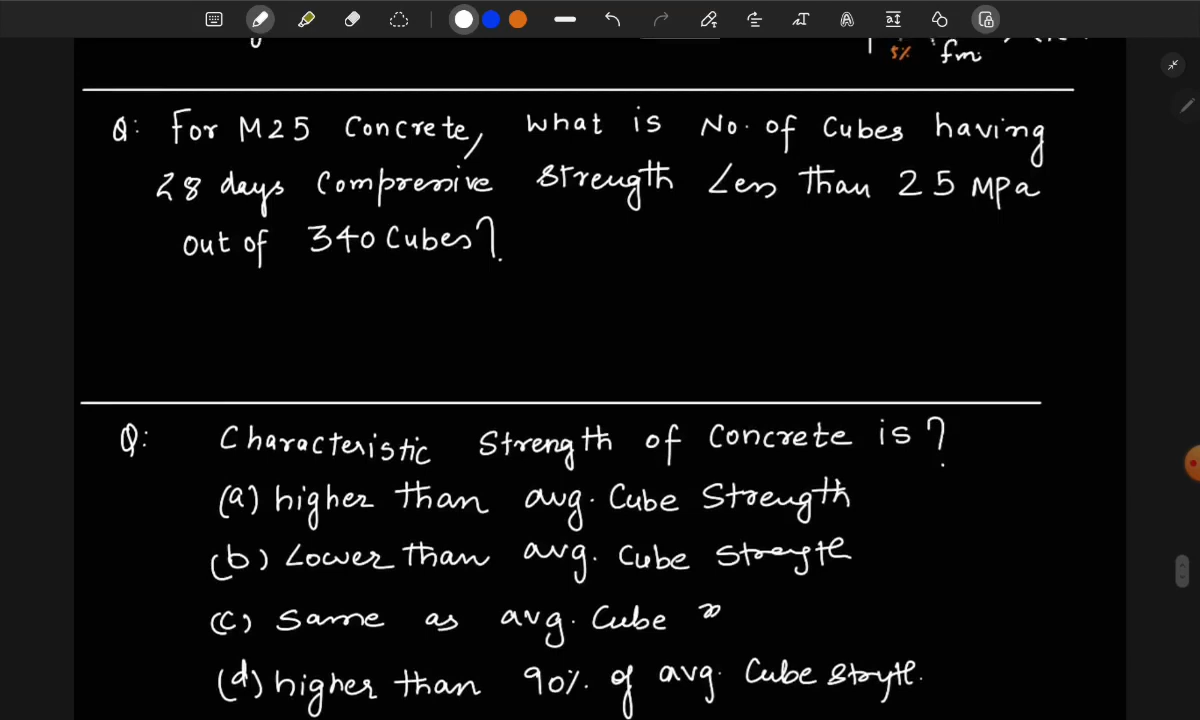 5% fm
Q: For M25 Concrete, what is No. of Cubes having
28 days Compressive strength Less than 25 MPa
out of 340 Cubes?
Q: Characteristic Strength of Concrete is?
(a) higher than avg. Cube Strength
(b) Lower than avg. Cube Strength
(c) Same as avg. Cube "
(d) higher than 90% of avg. Cube